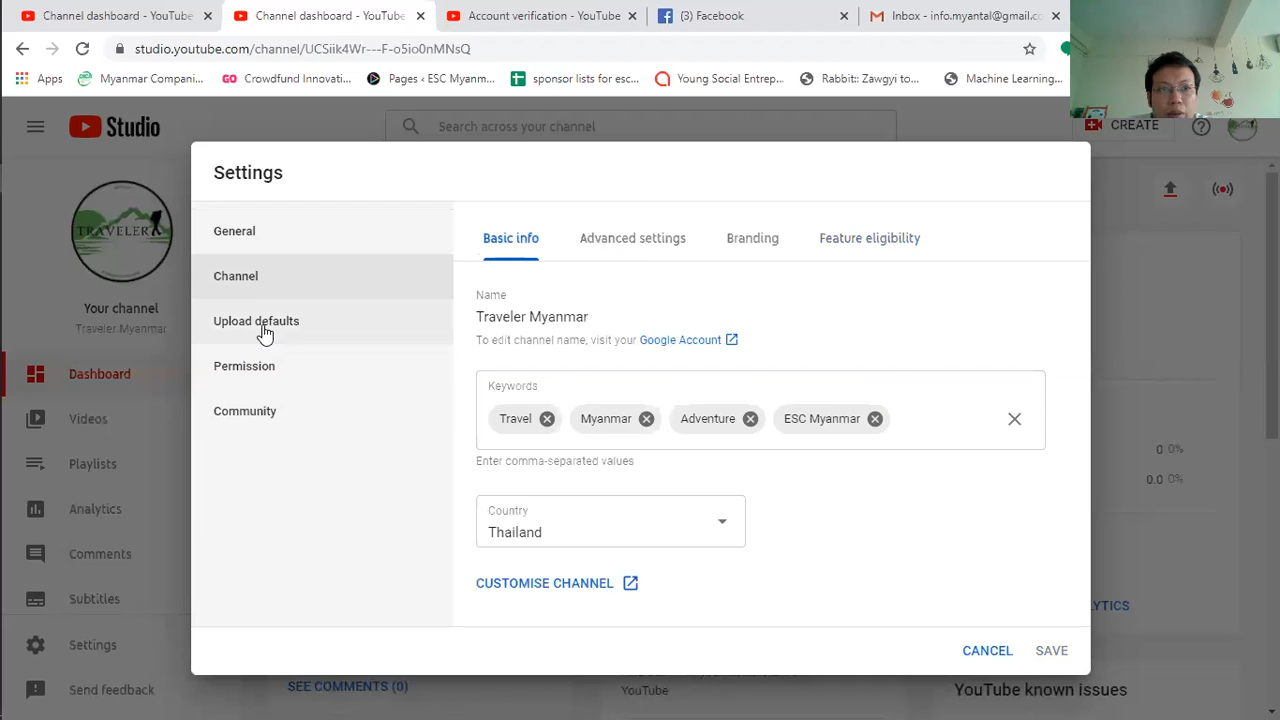 Channel dashboard - YouTube
Channel dashboard - YouTube
Account verification - YouTube
(3) Facebook
Inbox - info.myantal@gmail.co
studio.youtube.com/channel/UCSiik4Wr---F-o5io0nMNsQ
Apps
Myanmar Compani...
GO Crowdfund Innovati...
Pages ‹ ESC Myanm...
sponsor lists for esc...
Young Social Entrep...
Rabbit:: Zawgyi to...
Machine Learning...
Studio
Search across your channel
CREATE
Settings
TRAVELER
Your channel
Traveler Myanmar
Dashboard
Videos
Playlists
Analytics
Comments
Subtitles
Settings
Send feedback
General
Channel
Upload defaults
Permission
Community
Basic info
Advanced settings
Branding
Feature eligibility
Name
Traveler Myanmar
To edit channel name, visit your Google Account
Keywords
Travel
Myanmar
Adventure
ESC Myanmar
Enter comma-separated values
Country
Thailand
CUSTOMISE CHANNEL
CANCEL
SAVE
0 0%
0.0 0%
LYTICS
SEE COMMENTS (0)
YouTube
YouTube known issues